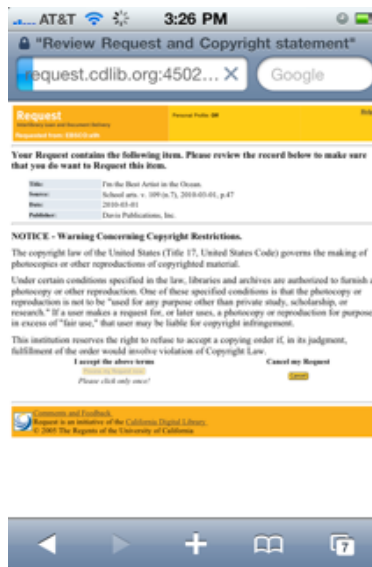 AT&T 3:26 PM
"Review Request and Copyright statement"
request.cdlib.org:4502... Google
Request
Interlibrary Loan and Document Delivery
Personal Profile: Off
Requested from: EBSCO
Your Request contains the following item. Please review the record below to make sure
that you do want to Request this item.
Title: I'm the Best Artist in the Ocean.
Source: School arts. v. 109 (n.7), 2010-03-01, p.47
Date: 2010-03-01
Publisher: Davis Publications, Inc.
NOTICE - Warning Concerning Copyright Restrictions.
The copyright law of the United States (Title 17, United States Code) governs the making of
photocopies or other reproductions of copyrighted material.
Under certain conditions specified in the law, libraries and archives are authorized to furnish a
photocopy or other reproduction. One of these specified conditions is that the photocopy or
reproduction is not to be "used for any purpose other than private study, scholarship, or
research." If a user makes a request for, or later uses, a photocopy or reproduction for purpose
in excess of "fair use," that user may be liable for copyright infringement.
This institution reserves the right to refuse to accept a copying order if, in its judgment,
fulfillment of the order would involve violation of Copyright Law.
I accept the above terms Cancel my Request
Cancel
Please click only once!
Comments and Feedback
Request is an initiative of the California Digital Library.
© 2005 The Regents of the University of California
7